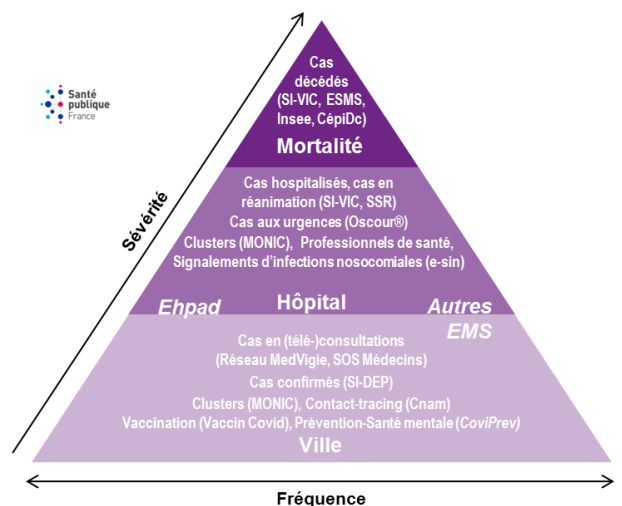 Santé
publique
France
Sévérité
Cas
décédés
(SI-VIC, ESMS,
Insee, CépiDc)
Mortalité
Cas hospitalisés, cas en
réanimation (SI-VIC, SSR)
Cas aux urgences (Oscour®)
Clusters (MONIC), Professionnels de santé,
Signalements d'infections nosocomiales (e-sin)
Ehpad Hôpital Autres
EMS
Cas en (télé-)consultations
(Réseau MedVigie, SOS Médecins)
Cas confirmés (SI-DEP)
Clusters (MONIC), Contact-tracing (Cnam)
Vaccination (Vaccin Covid), Prévention-Santé mentale (CoviPrev)
Ville
Fréquence